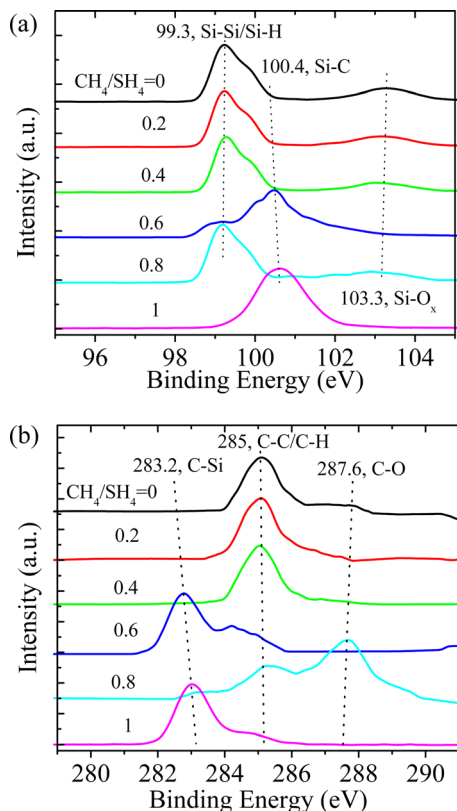 (a)
99.3, Si-Si/Si-H
100.4, Si-C
CH₄/SH₄=0
0.2
0.4
0.6
0.8
1
103.3, Si-Oₓ
Intensity (a.u.)
96 98 100 102 104
Binding Energy (eV)
(b)
285, C-C/C-H
283.2, C-Si
287.6, C-O
CH₄/SH₄=0
0.2
0.4
0.6
0.8
1
Intensity (a.u.)
280 282 284 286 288 290
Binding Energy (eV)